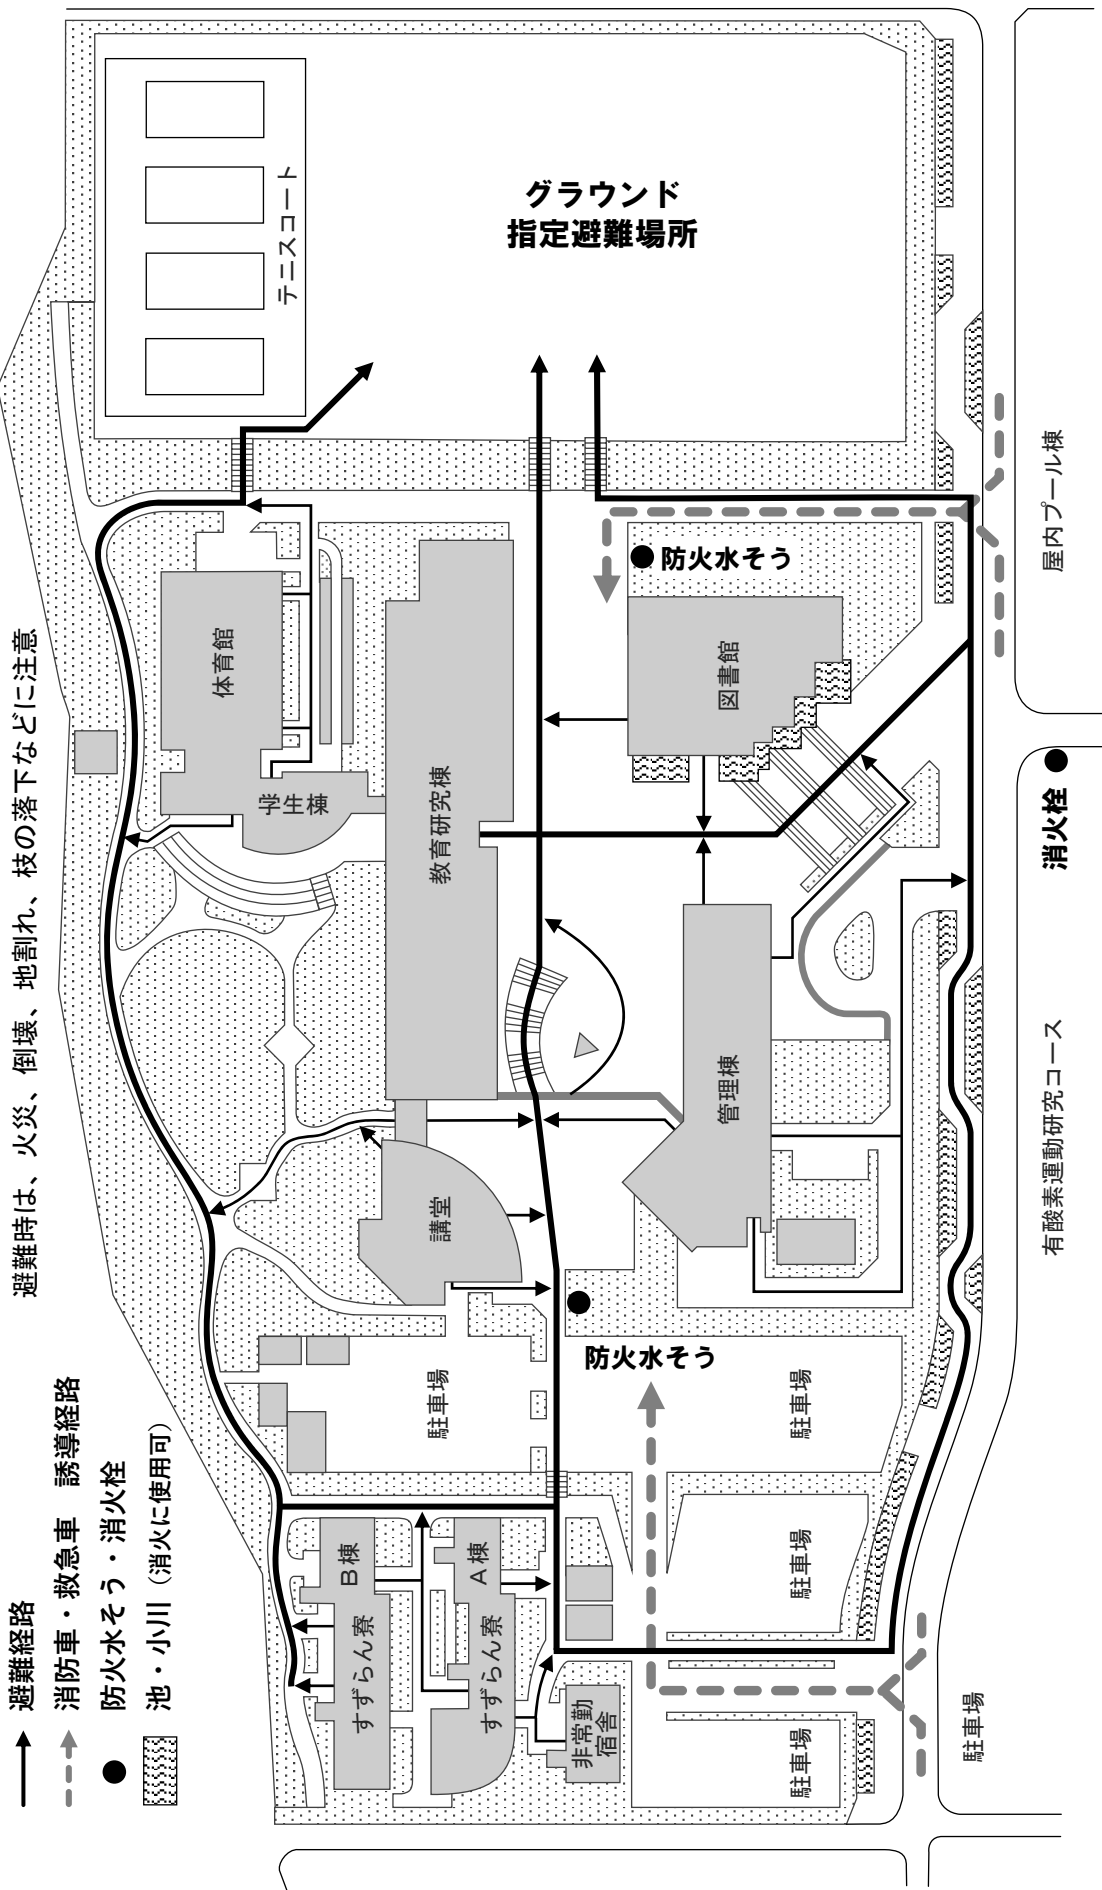 避難時は、火災、倒壊、地割れ、枝の落下などに注意
避難経路
消防車・救急車　誘導経路
防火水そう・消火栓
池・小川（消火に使用可）
テニスコート
グラウンド
指定避難場所
体育館
学生棟
教育研究棟
図書館
防火水そう
屋内プール棟
消火栓
管理棟
講堂
有酸素運動研究コース
防火水そう
駐車場
駐車場
駐車場
駐車場
駐車場
すずらん寮
B棟
すずらん寮
A棟
非常勤
宿舎